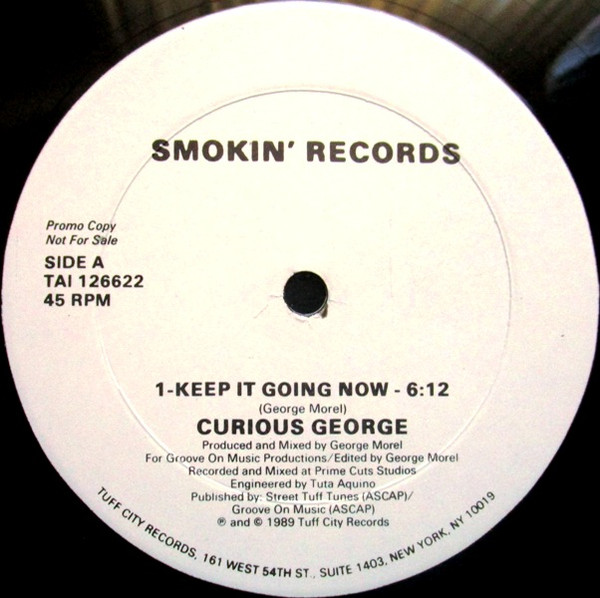 SMOKIN' RECORDS
Promo Copy
Not For Sale
SIDE A
TAI 126622
45 RPM
1-KEEP IT GOING NOW - 6:12
(George Morel)
CURIOUS GEORGE
Produced and Mixed by George Morel
For Groove On Music Productions/Edited by George Morel
Recorded and Mixed at Prime Cuts Studios
Engineered by Tuta Aquino
Published by: Street Tuff Tunes (ASCAP)/
Groove On Music (ASCAP)
℗ and © 1989 Tuff City Records
TUFF CITY RECORDS, 161 WEST 54TH ST., SUITE 1403, NEW YORK, NY 10019